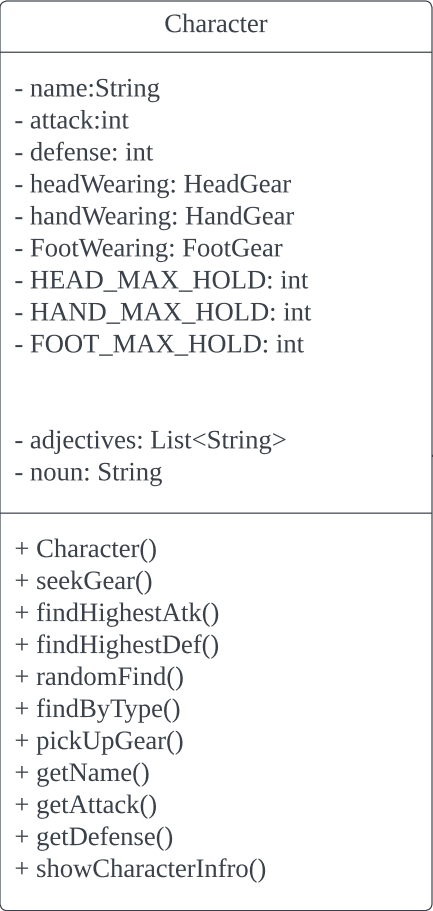 Character
- name:String
- attack:int
- defense: int
- headWearing: HeadGear
- handWearing: HandGear
- FootWearing: FootGear
- HEAD_MAX_HOLD: int
- HAND_MAX_HOLD: int
- FOOT_MAX_HOLD: int
- adjectives: List<String>
- noun: String
+ Character()
+ seekGear()
+ findHighestAtk()
+ findHighestDef()
+ randomFind()
+ findByType()
+ pickUpGear()
+ getName()
+ getAttack()
+ getDefense()
+ showCharacterInfro()